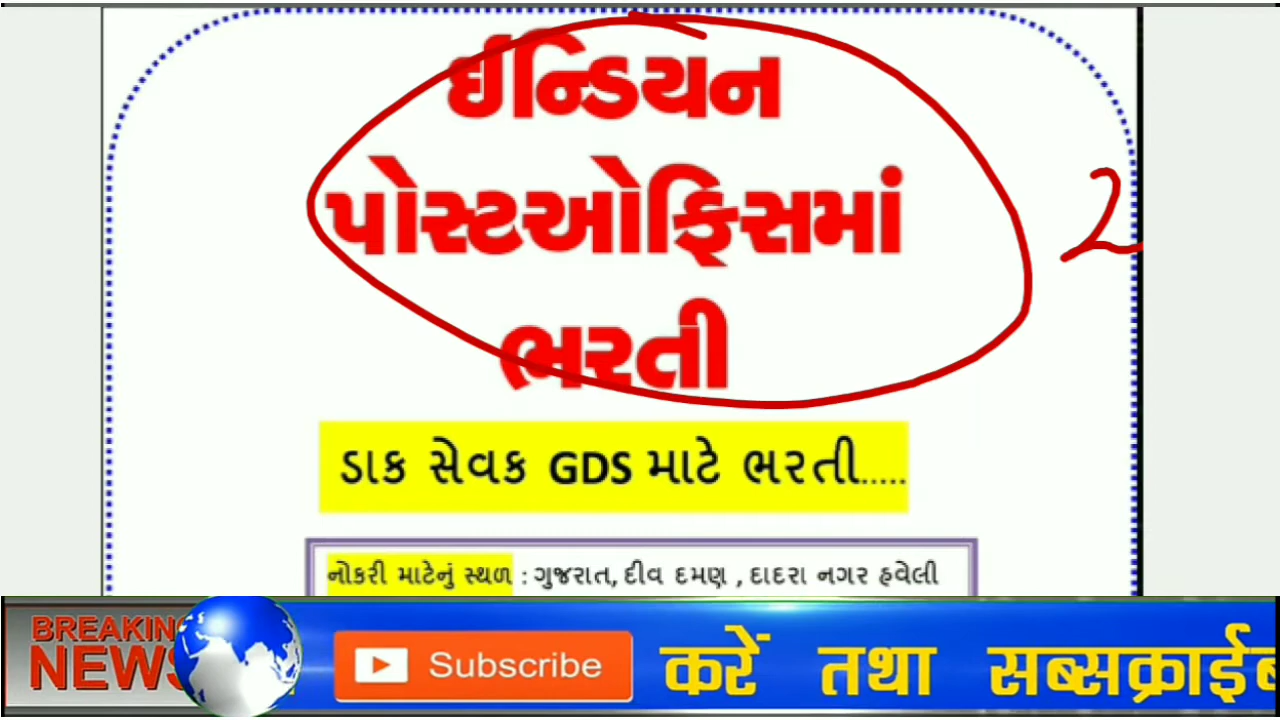 ઈન્ડિયન
પોસ્ટઓફિસમાં
ભરતી
2
ડાક સેવક GDS માટે ભરતી.....
નોકરી માટેનું સ્થળ : ગુજરાત, દીવ દમણ , દાદરા નગર હવેલી
BREAKING
NEWS
Subscribe
करें तथा सब्सक्राईब